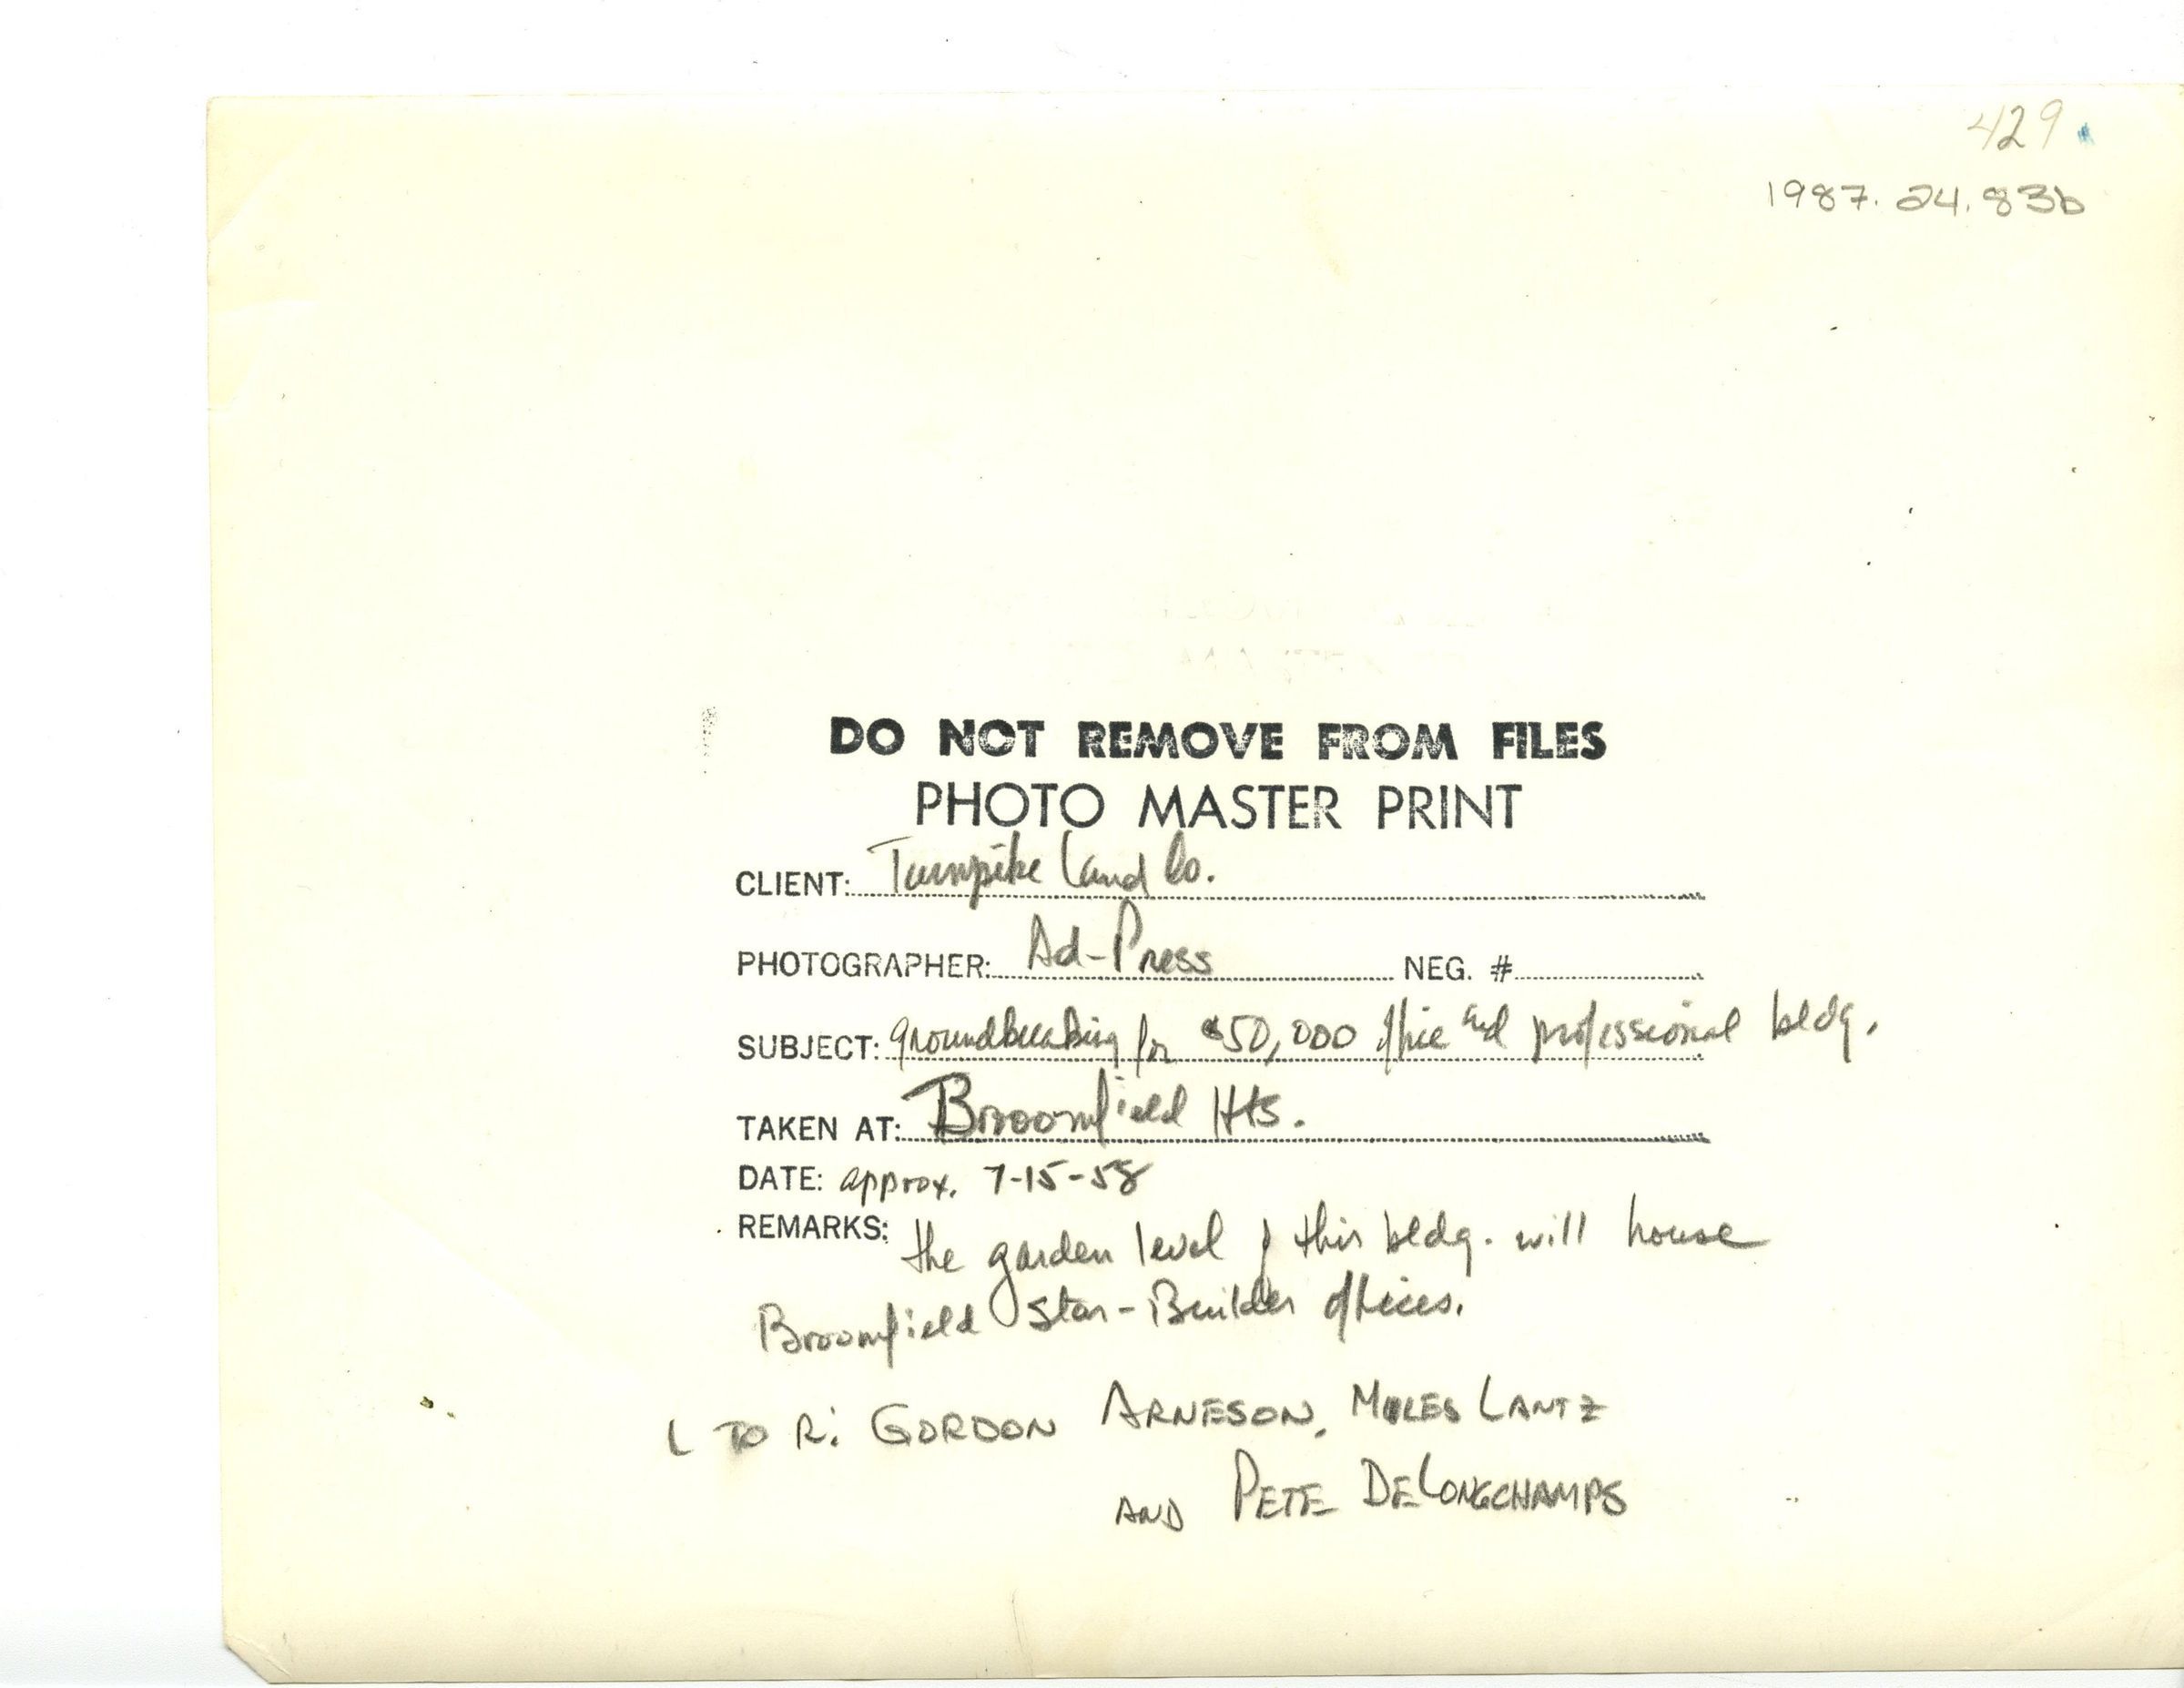 429
1987.24.83b
DO NOT REMOVE FROM FILES
PHOTO MASTER PRINT
CLIENT: Turnpike Land Co.
PHOTOGRAPHER: Ad-Press NEG. #
SUBJECT: groundbreaking for $50,000 office and professional bldg.
TAKEN AT: Broomfield Hts.
DATE: approx. 7-15-58
REMARKS: the garden level of this bldg. will house
Broomfield Star-Builder offices.
L TO R: GORDON ARNESON, MILES LANTZ
AND PETE DELONGCHAMPS